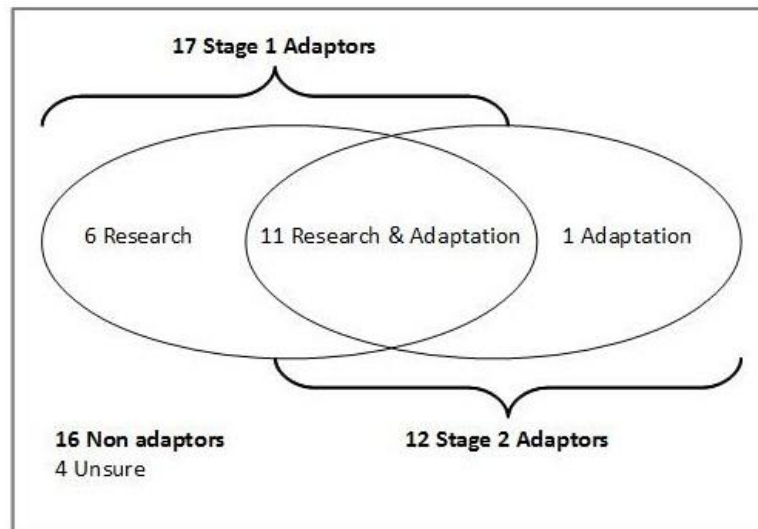 17 Stage 1 Adaptors
6 Research
11 Research & Adaptation
1 Adaptation
16 Non adaptors
4 Unsure
12 Stage 2 Adaptors